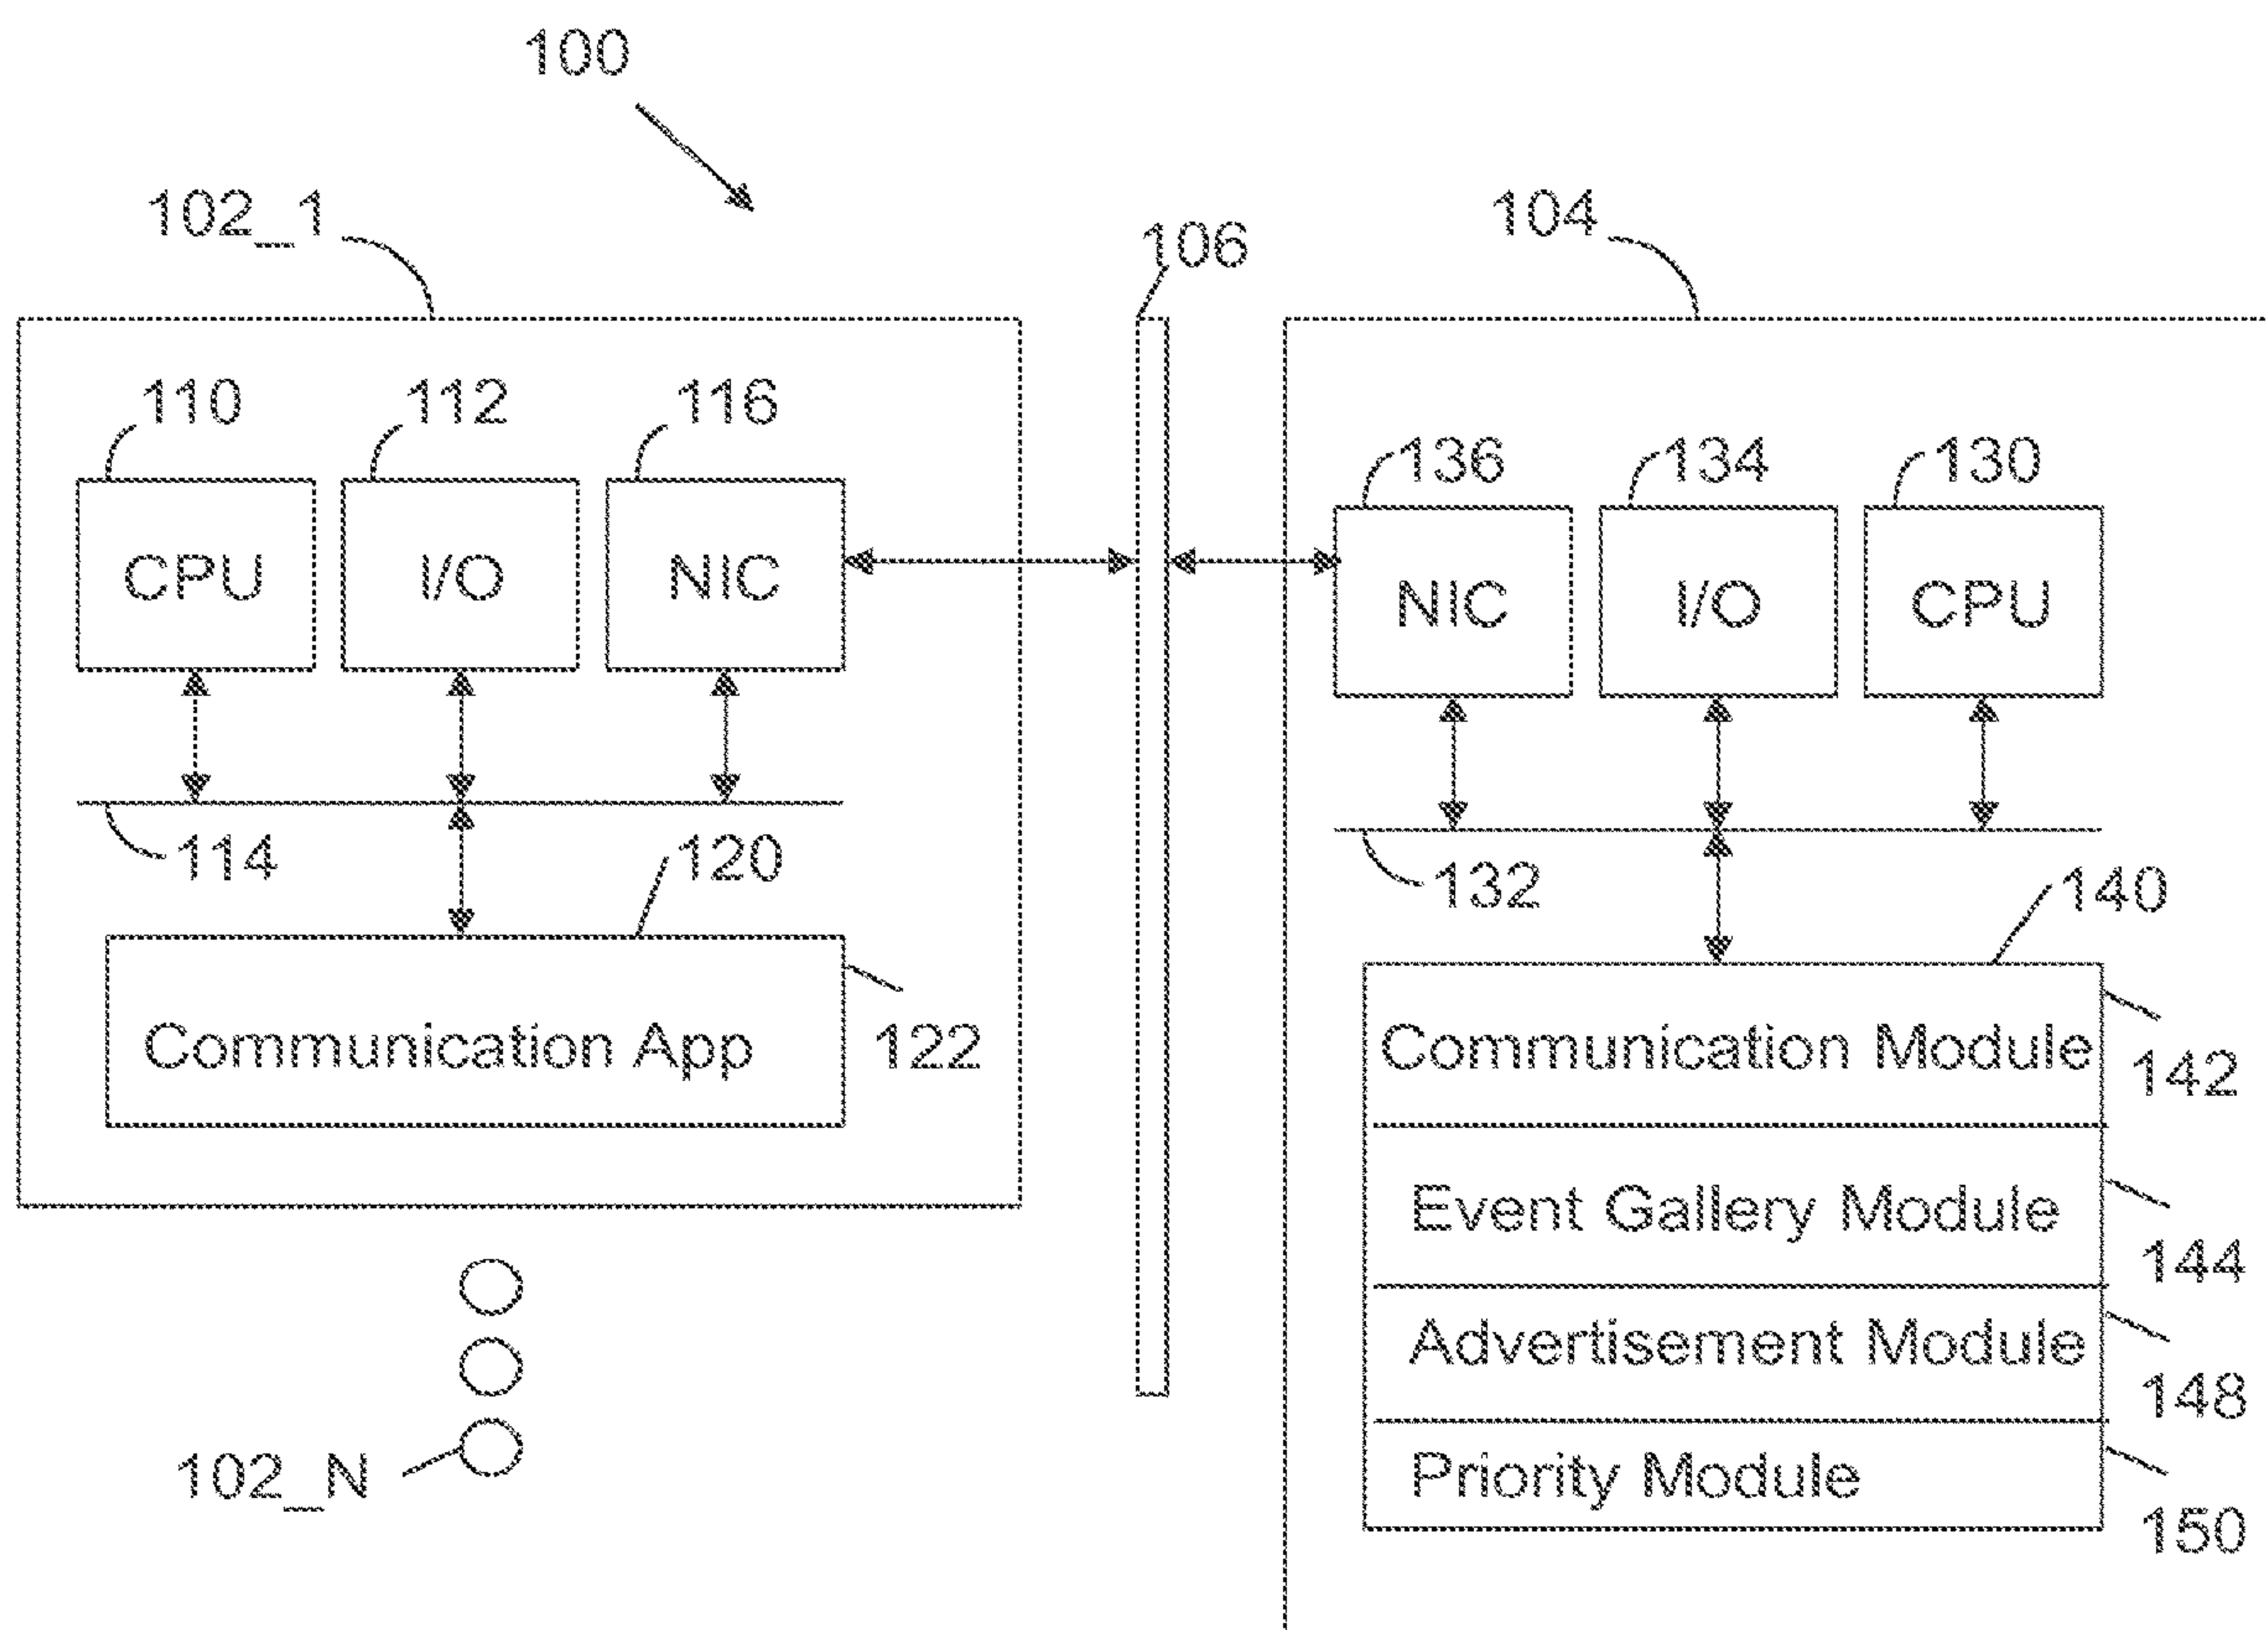 100
102_1
104
106
110
112
116
136
134
130
CPU
I/O
NIC
NIC
I/O
CPU
114
120
132
140
Communication App
122
Communication Module
142
Event Gallery Module
144
Advertisement Module
148
102_N
Priority Module
150